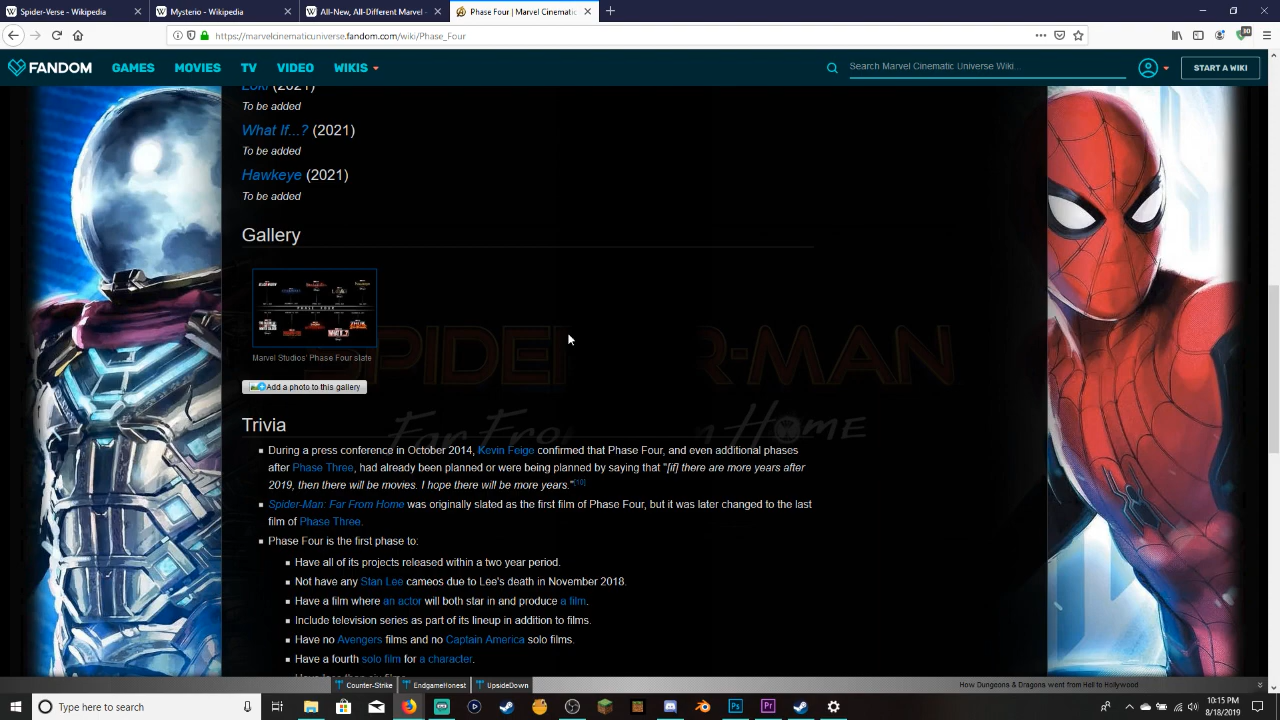 Spider-Verse - Wikipedia
Mysterio - Wikipedia
All-New, All-Different Marvel -
Phase Four | Marvel Cinematic
https://marvelcinematicuniverse.fandom.com/wiki/Phase_Four
30
FANDOM
GAMES
MOVIES
TV
VIDEO
WIKIS
Search Marvel Cinematic Universe Wiki...
START A WIKI
Loki (2021)
To be added
What If...? (2021)
To be added
Hawkeye (2021)
To be added
Gallery
Marvel Studios' Phase Four slate
Add a photo to this gallery
SPIDER-MAN
Far From Home
Trivia
During a press conference in October 2014, Kevin Feige confirmed that Phase Four, and even additional phases
after Phase Three, had already been planned or were being planned by saying that "[if] there are more years after
2019, then there will be movies. I hope there will be more years."[10]
Spider-Man: Far From Home was originally slated as the first film of Phase Four, but it was later changed to the last
film of Phase Three.
Phase Four is the first phase to:
Have all of its projects released within a two year period.
Not have any Stan Lee cameos due to Lee's death in November 2018.
Have a film where an actor will both star in and produce a film.
Include television series as part of its lineup in addition to films.
Have no Avengers films and no Captain America solo films.
Have a fourth solo film for a character.
Counter-Strike
EndgameHonest
UpsideDown
How Dungeons & Dragons went from Hell to Hollywood
Type here to search
10:15 PM
8/18/2019